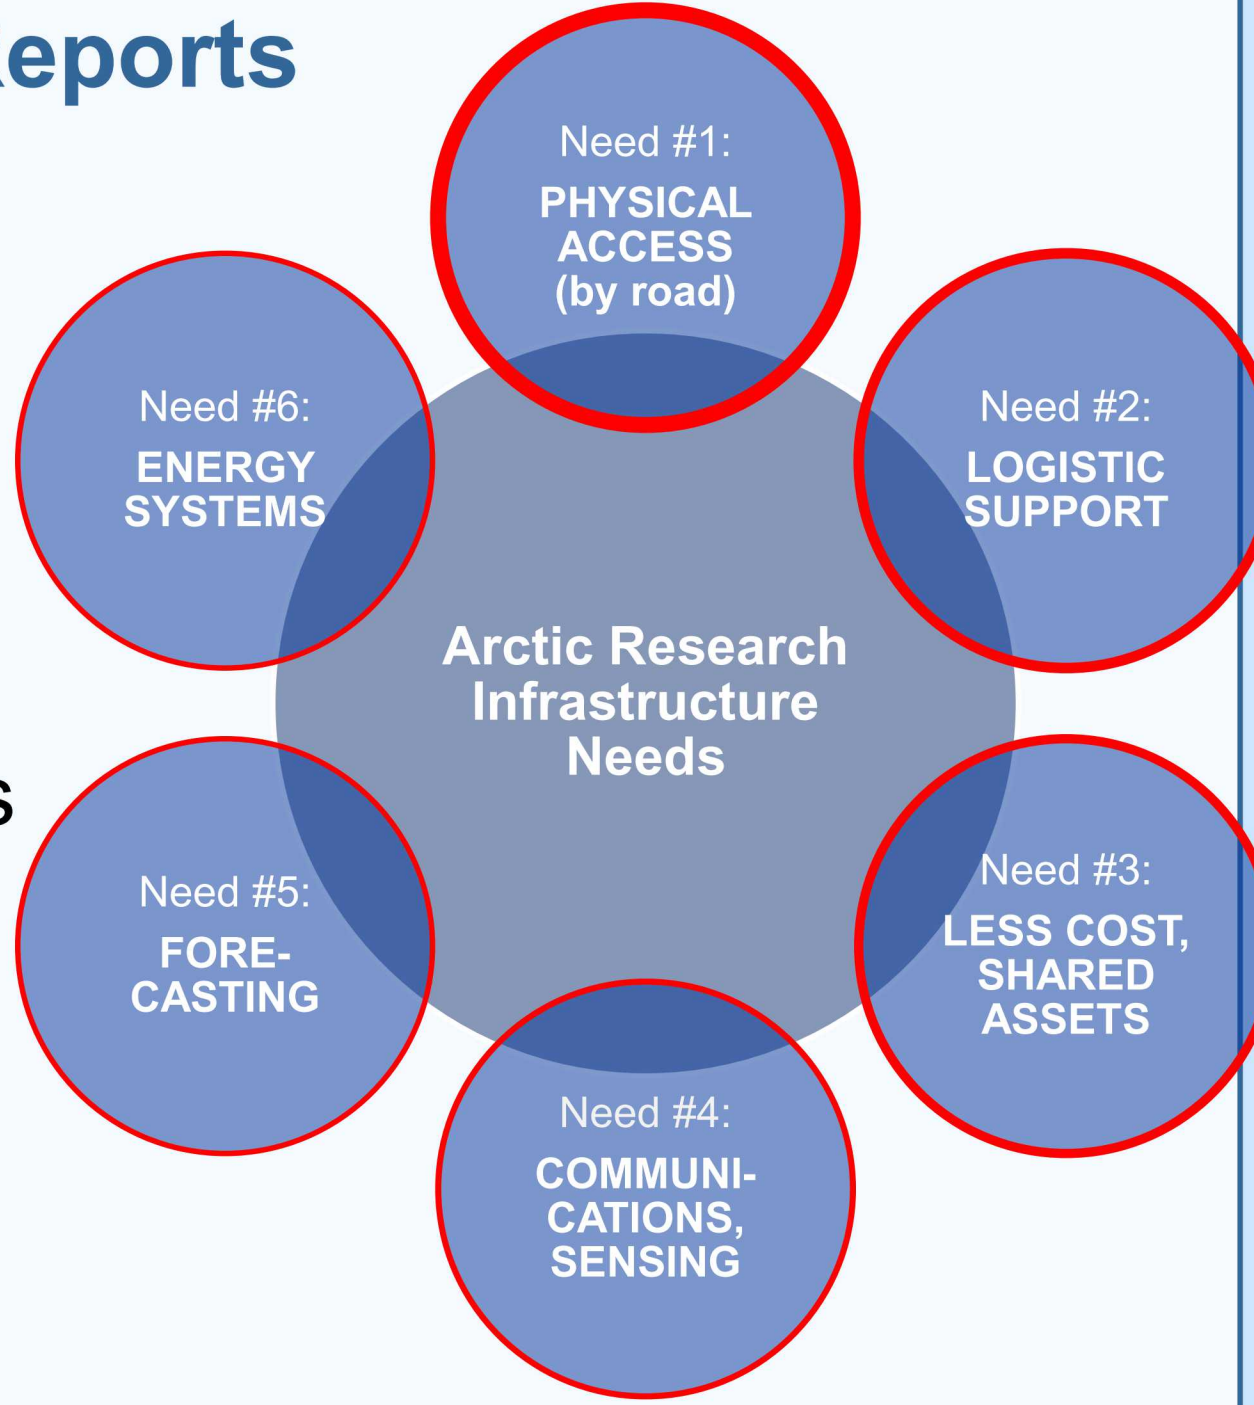 eports
Need #1:
PHYSICAL
ACCESS
(by road)
Need #2:
LOGISTIC
SUPPORT
Need #3:
LESS COST,
SHARED
ASSETS
Need #4:
COMMUNI-
CATIONS,
SENSING
Need #5:
FORE-
CASTING
Need #6:
ENERGY
SYSTEMS
Arctic Research
Infrastructure
Needs
s